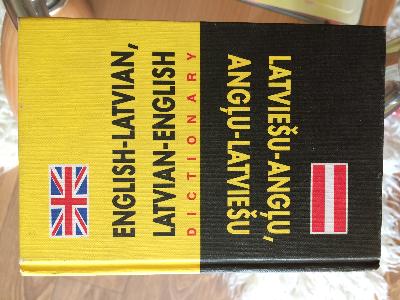 ENGLISH-LATVIAN,
LATVIAN-ENGLISH
DICTIONARY
LATVIEŠU-ANGĻU,
ANGĻU-LATVIEŠU